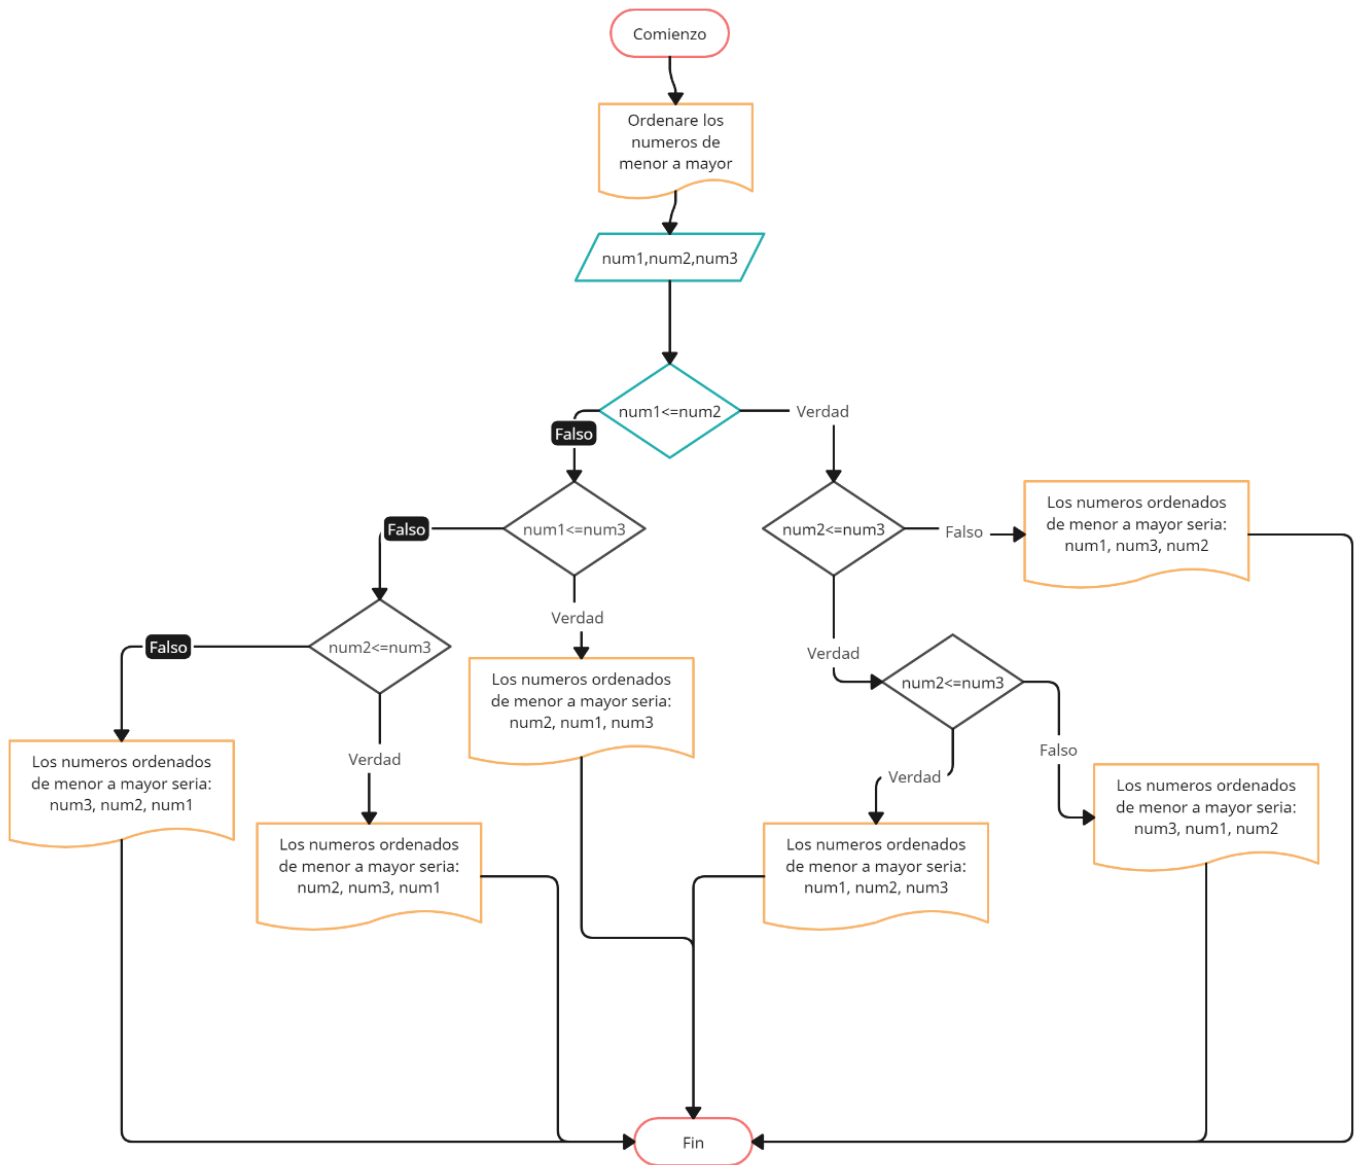 Comienzo
Ordenare los
numeros de
menor a mayor
num1,num2,num3
num1<=num2
Verdad
Falso
num1<=num3
Falso
num2<=num3
Falso
Los numeros ordenados
de menor a mayor seria:
num1, num3, num2
Verdad
num2<=num3
Falso
Verdad
num2<=num3
Los numeros ordenados
de menor a mayor seria:
num2, num1, num3
Los numeros ordenados
de menor a mayor seria:
num3, num2, num1
Verdad
Verdad
Falso
Los numeros ordenados
de menor a mayor seria:
num3, num1, num2
Los numeros ordenados
de menor a mayor seria:
num2, num3, num1
Los numeros ordenados
de menor a mayor seria:
num1, num2, num3
Fin